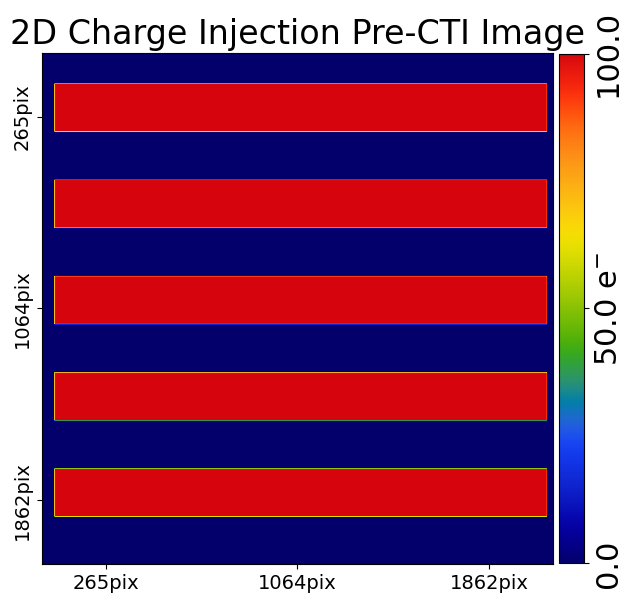 2D Charge Injection Pre-CTI Image
265pix
1064pix
1862pix
265pix
1064pix
1862pix
100.0
50.0 e⁻
0.0